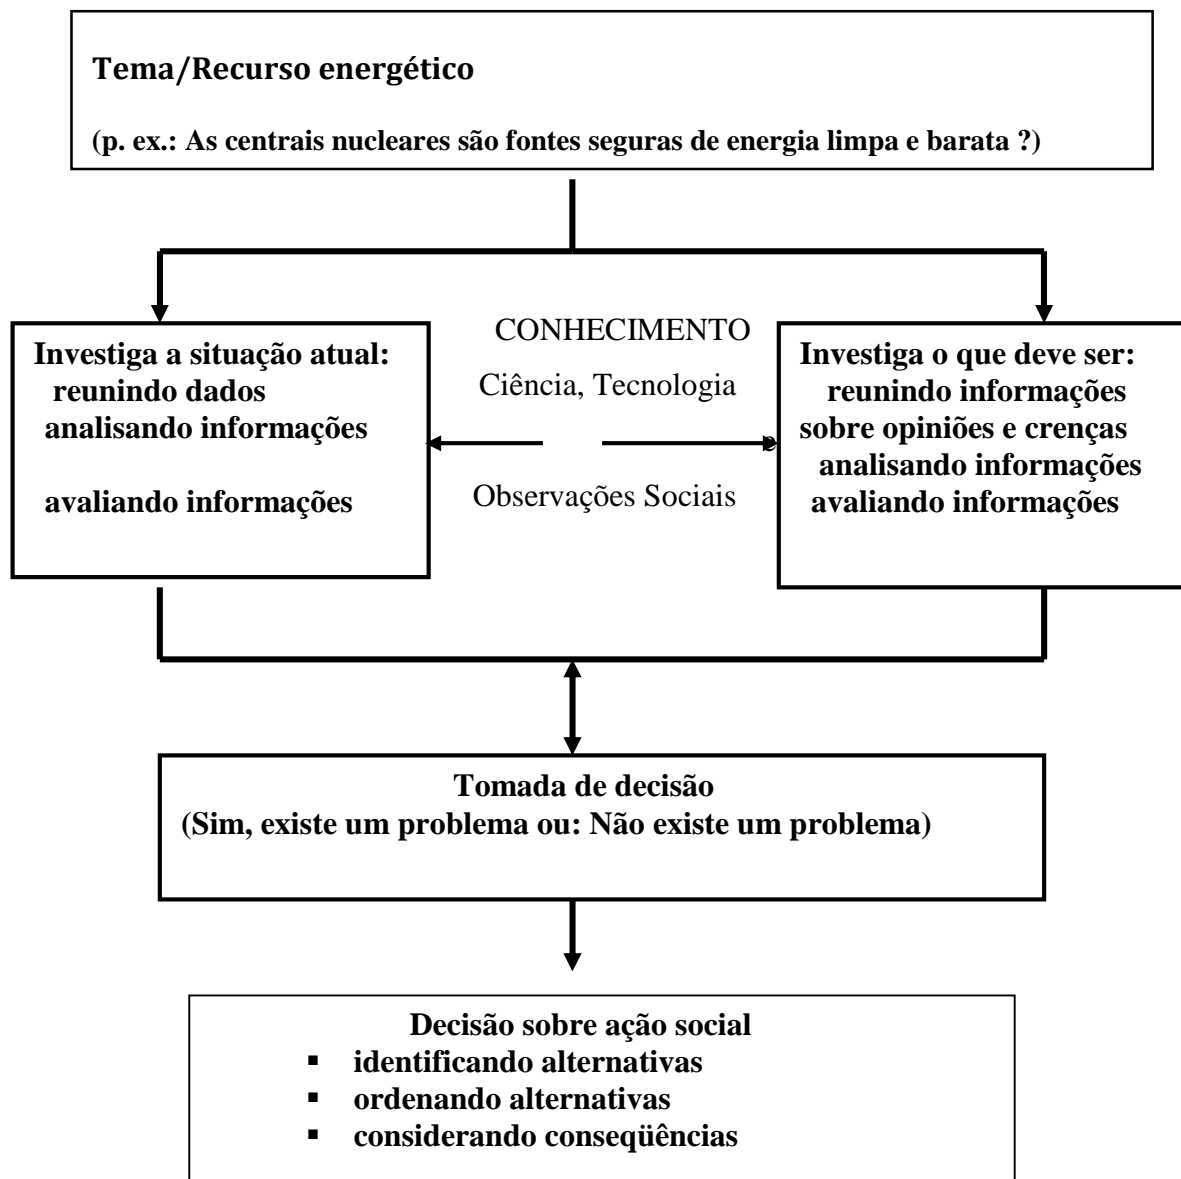 Tema/Recurso energético
(p. ex.: As centrais nucleares são fontes seguras de energia limpa e barata ?)
Investiga a situação atual:
reunindo dados
analisando informações
avaliando informações
CONHECIMENTO
Ciência, Tecnologia
e
Observações Sociais
Investiga o que deve ser:
reunindo informações
sobre opiniões e crenças
analisando informações
avaliando informações
Tomada de decisão
(Sim, existe um problema ou: Não existe um problema)
Decisão sobre ação social
▪ identificando alternativas
▪ ordenando alternativas
▪ considerando conseqüências